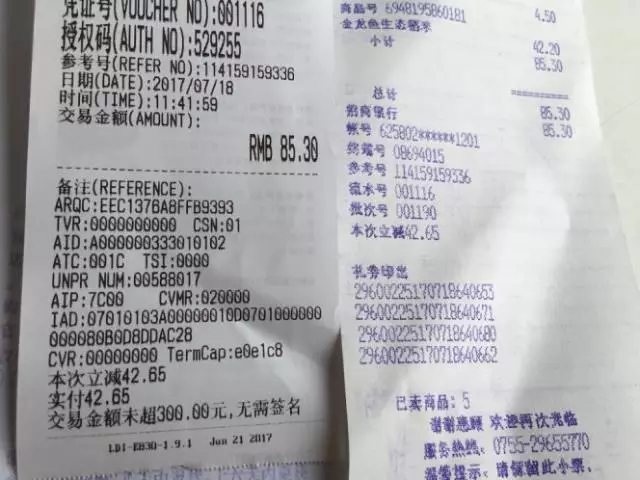 凭证号(VOUCHER NO):001116
授权码(AUTH NO):529255
参考号(REFER NO):114159159336
日期(DATE):2017/07/18
时间(TIME):11:41:59
交易金额(AMOUNT):
RMB 85.30
备注(REFERENCE):
ARQC:EEC1376A8FFB9393
TVR:0000000000 CSN:01
AID:A000000333010102
ATC:001C TSI:0000
UNPR NUM:00588017
AIP:7C00 CVMR:020000
IAD:07010103A00000010D0701000000
000080B0D8DDAC28
CVR:00000000 TermCap:e0e1c8
本次立减42.65
实付42.65
交易金额未超300.00元,无需签名
LDI-E830-1.9.1 Jun 21 2017
商品号 6948195860181 4.50
金龙鱼生态稻米
小计 42.20
85.30
总计 ==========
招商银行 85.30
帐号 625802******1201 85.30
终端号 08694015
参考号 114159159336
流水号 001116
批次号 001190
本次立减42.65
礼券印出
29600225170718640653
29600225170718640671
29600225170718640680
29600225170718640662
已卖商品: 5
谢谢惠顾 欢迎再次光临
服务热线: 0755-29655770
温馨提示: 请保留此小票,